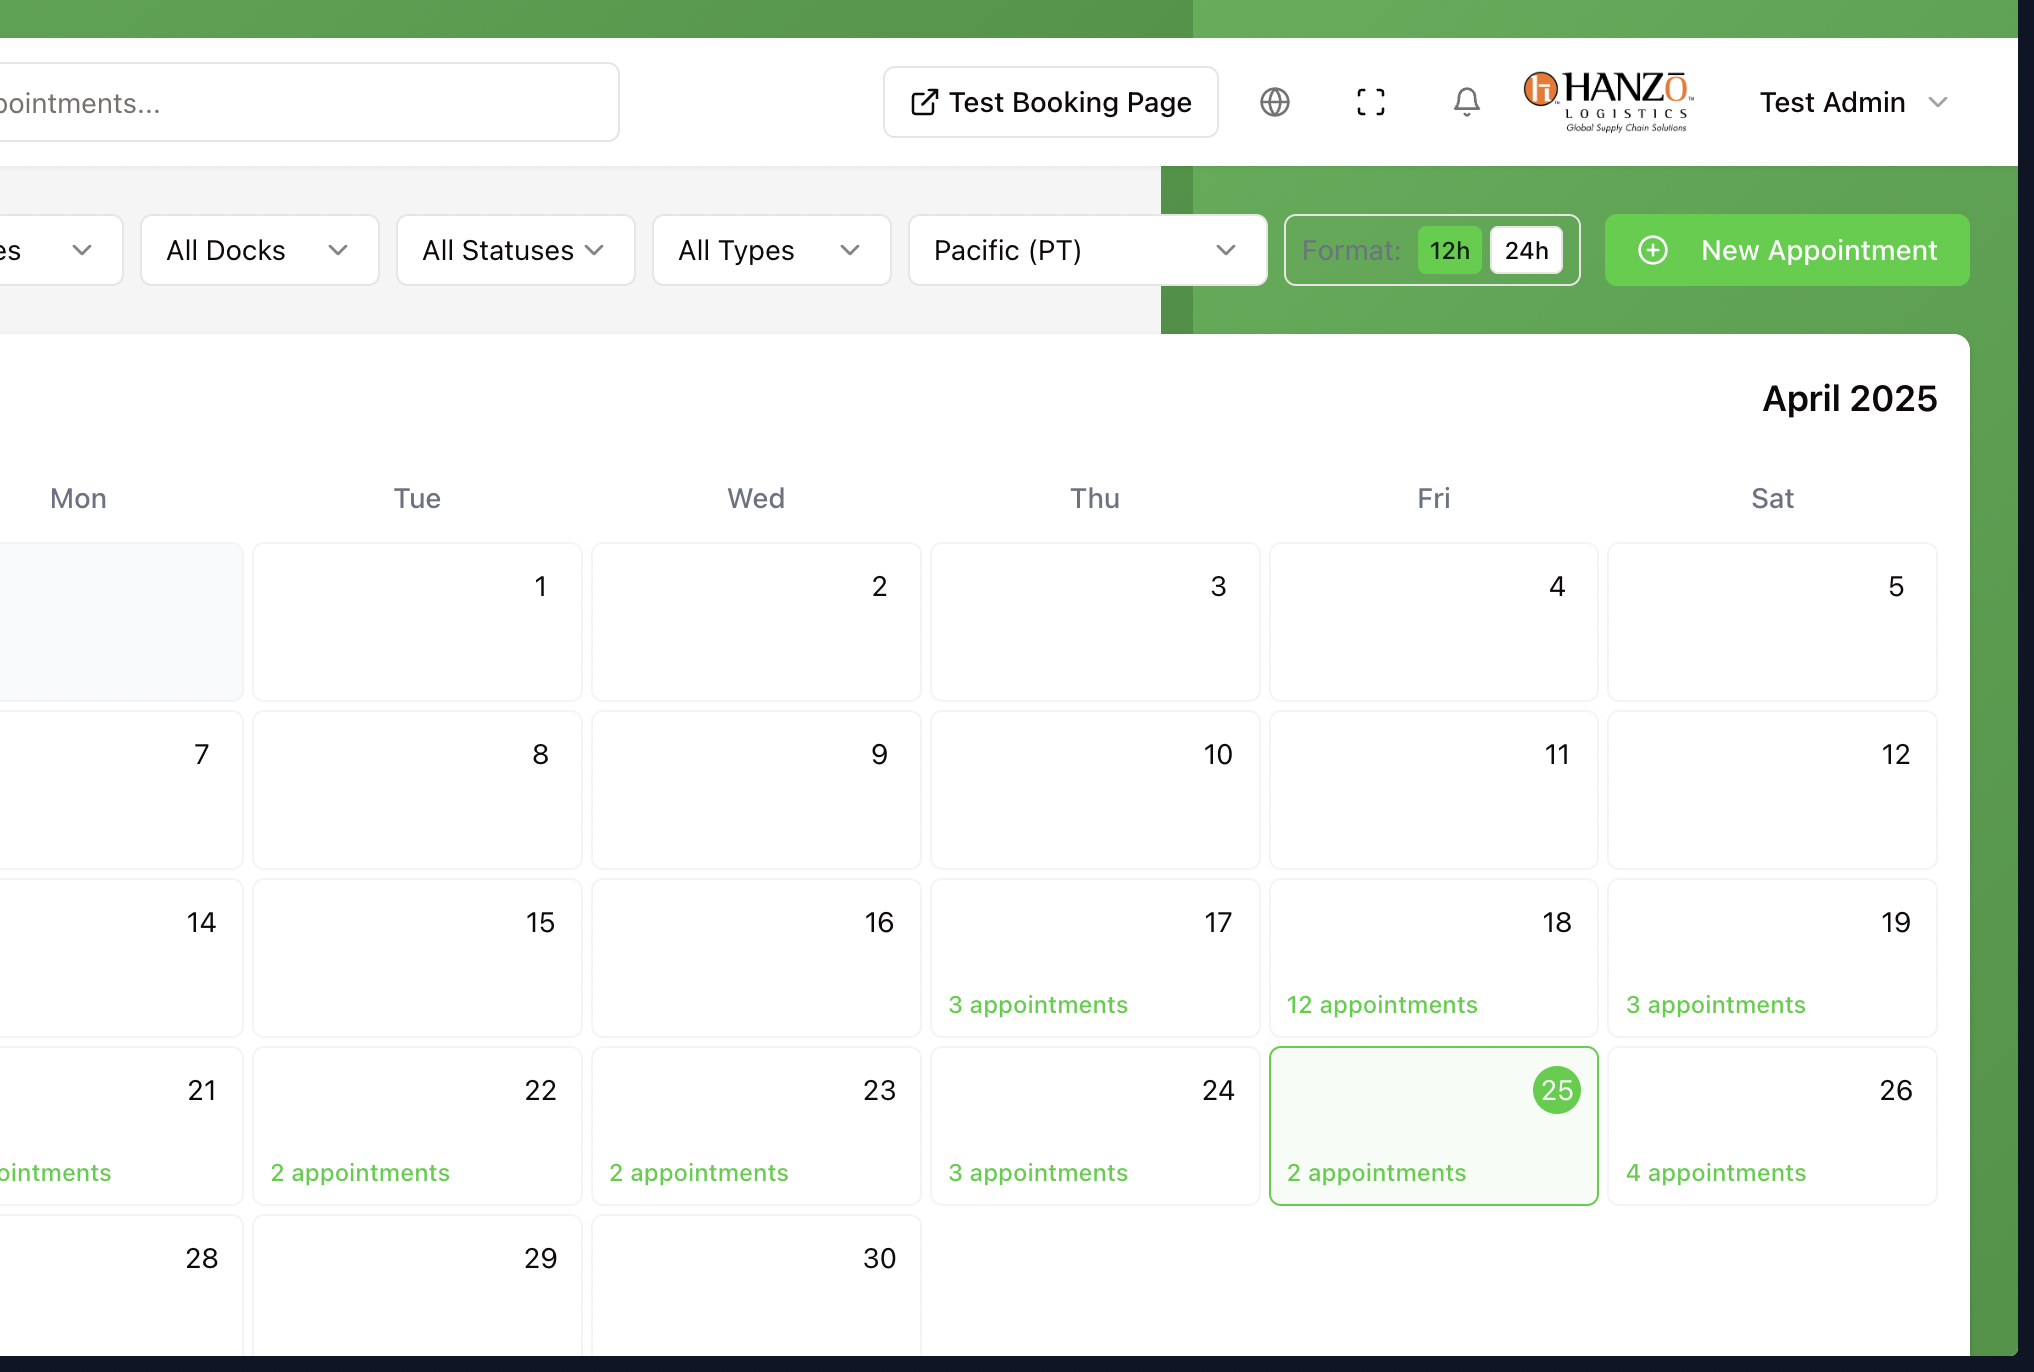 pointments...
Test Booking Page
HANZō
LOGISTICS
Global Supply Chain Solutions
Test Admin
es
All Docks
All Statuses
All Types
Pacific (PT)
Format:
12h
24h
New Appointment
April 2025
Mon
Tue
Wed
Thu
Fri
Sat
1
2
3
4
5
7
8
9
10
11
12
14
15
16
17
18
19
3 appointments
12 appointments
3 appointments
21
22
23
24
25
26
ointments
2 appointments
2 appointments
3 appointments
2 appointments
4 appointments
28
29
30